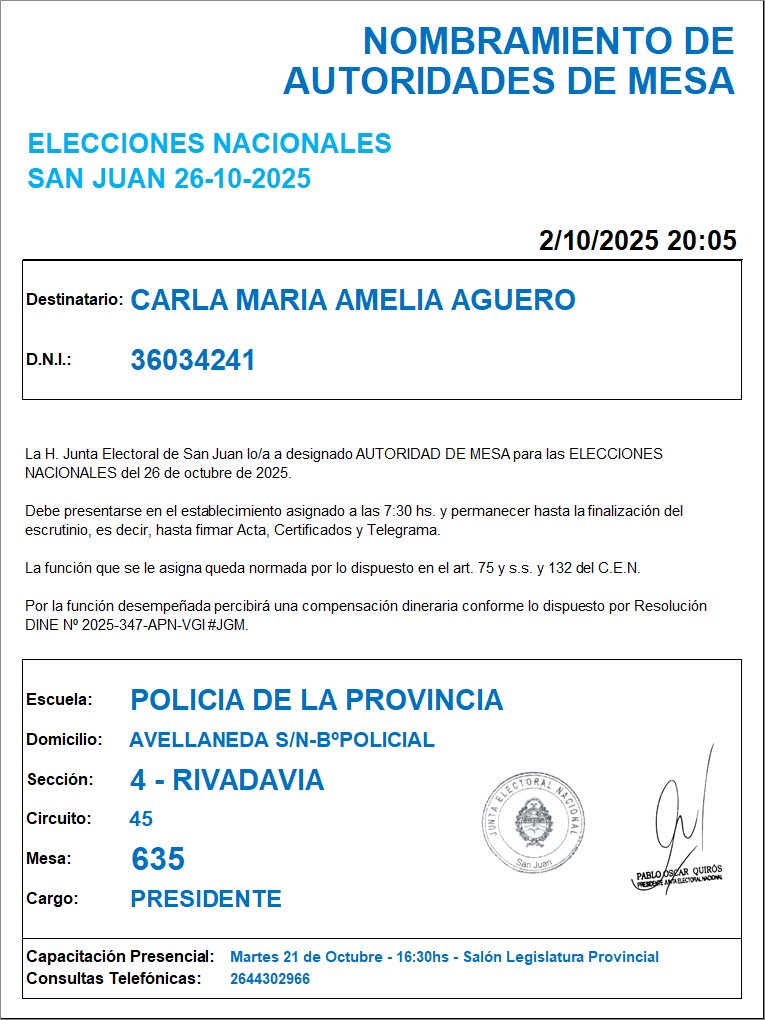 NOMBRAMIENTO DE
AUTORIDADES DE MESA
ELECCIONES NACIONALES
SAN JUAN 26-10-2025
2/10/2025 20:05
Destinatario: CARLA MARIA AMELIA AGUERO
D.N.I.: 36034241
La H. Junta Electoral de San Juan lo/a a designado AUTORIDAD DE MESA para las ELECCIONES
NACIONALES del 26 de octubre de 2025.
Debe presentarse en el establecimiento asignado a las 7:30 hs. y permanecer hasta la finalización del
escrutinio, es decir, hasta firmar Acta, Certificados y Telegrama.
La función que se le asigna queda normada por lo dispuesto en el art. 75 y s.s. y 132 del C.E.N.
Por la función desempeñada percibirá una compensación dineraria conforme lo dispuesto por Resolución
DINE Nº 2025-347-APN-VGI#JGM.
Escuela: POLICIA DE LA PROVINCIA
Domicilio: AVELLANEDA S/N-BºPOLICIAL
Sección: 4 - RIVADAVIA
Circuito: 45
Mesa: 635
Cargo: PRESIDENTE
JUNTA ELECTORAL NACIONAL
San Juan
PABLO OSCAR QUIRÓS
PRESIDENTE JUNTA ELECTORAL NACIONAL
Capacitación Presencial: Martes 21 de Octubre - 16:30hs - Salón Legislatura Provincial
Consultas Telefónicas: 2644302966